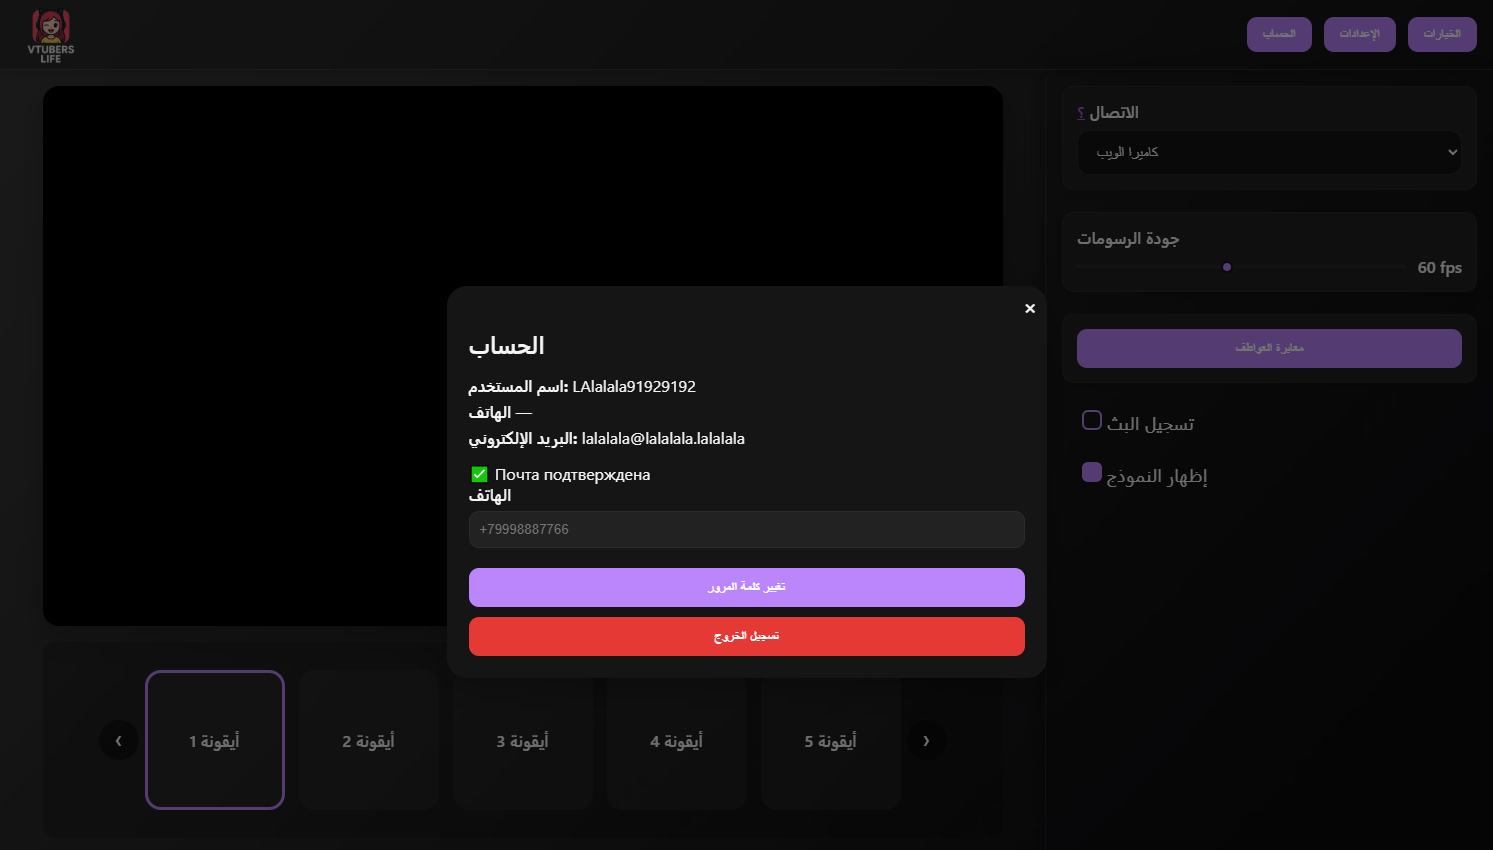 VTUBERS
LIFE
الحساب
الإعدادات
الخيارات
الاتصال ؟
كاميرا الويب
جودة الرسومات
60 fps
معايرة العواطف
تسجيل البث
إظهار النموذج
×
الحساب
اسم المستخدم: LAlalala91929192
الهاتف —
البريد الإلكتروني: lalalala@lalalala.lalalala
✅ Почта подтверждена
الهاتف
+79998887766
تغيير كلمة المرور
تسجيل الخروج
‹
أيقونة 1
أيقونة 2
أيقونة 3
أيقونة 4
أيقونة 5
›